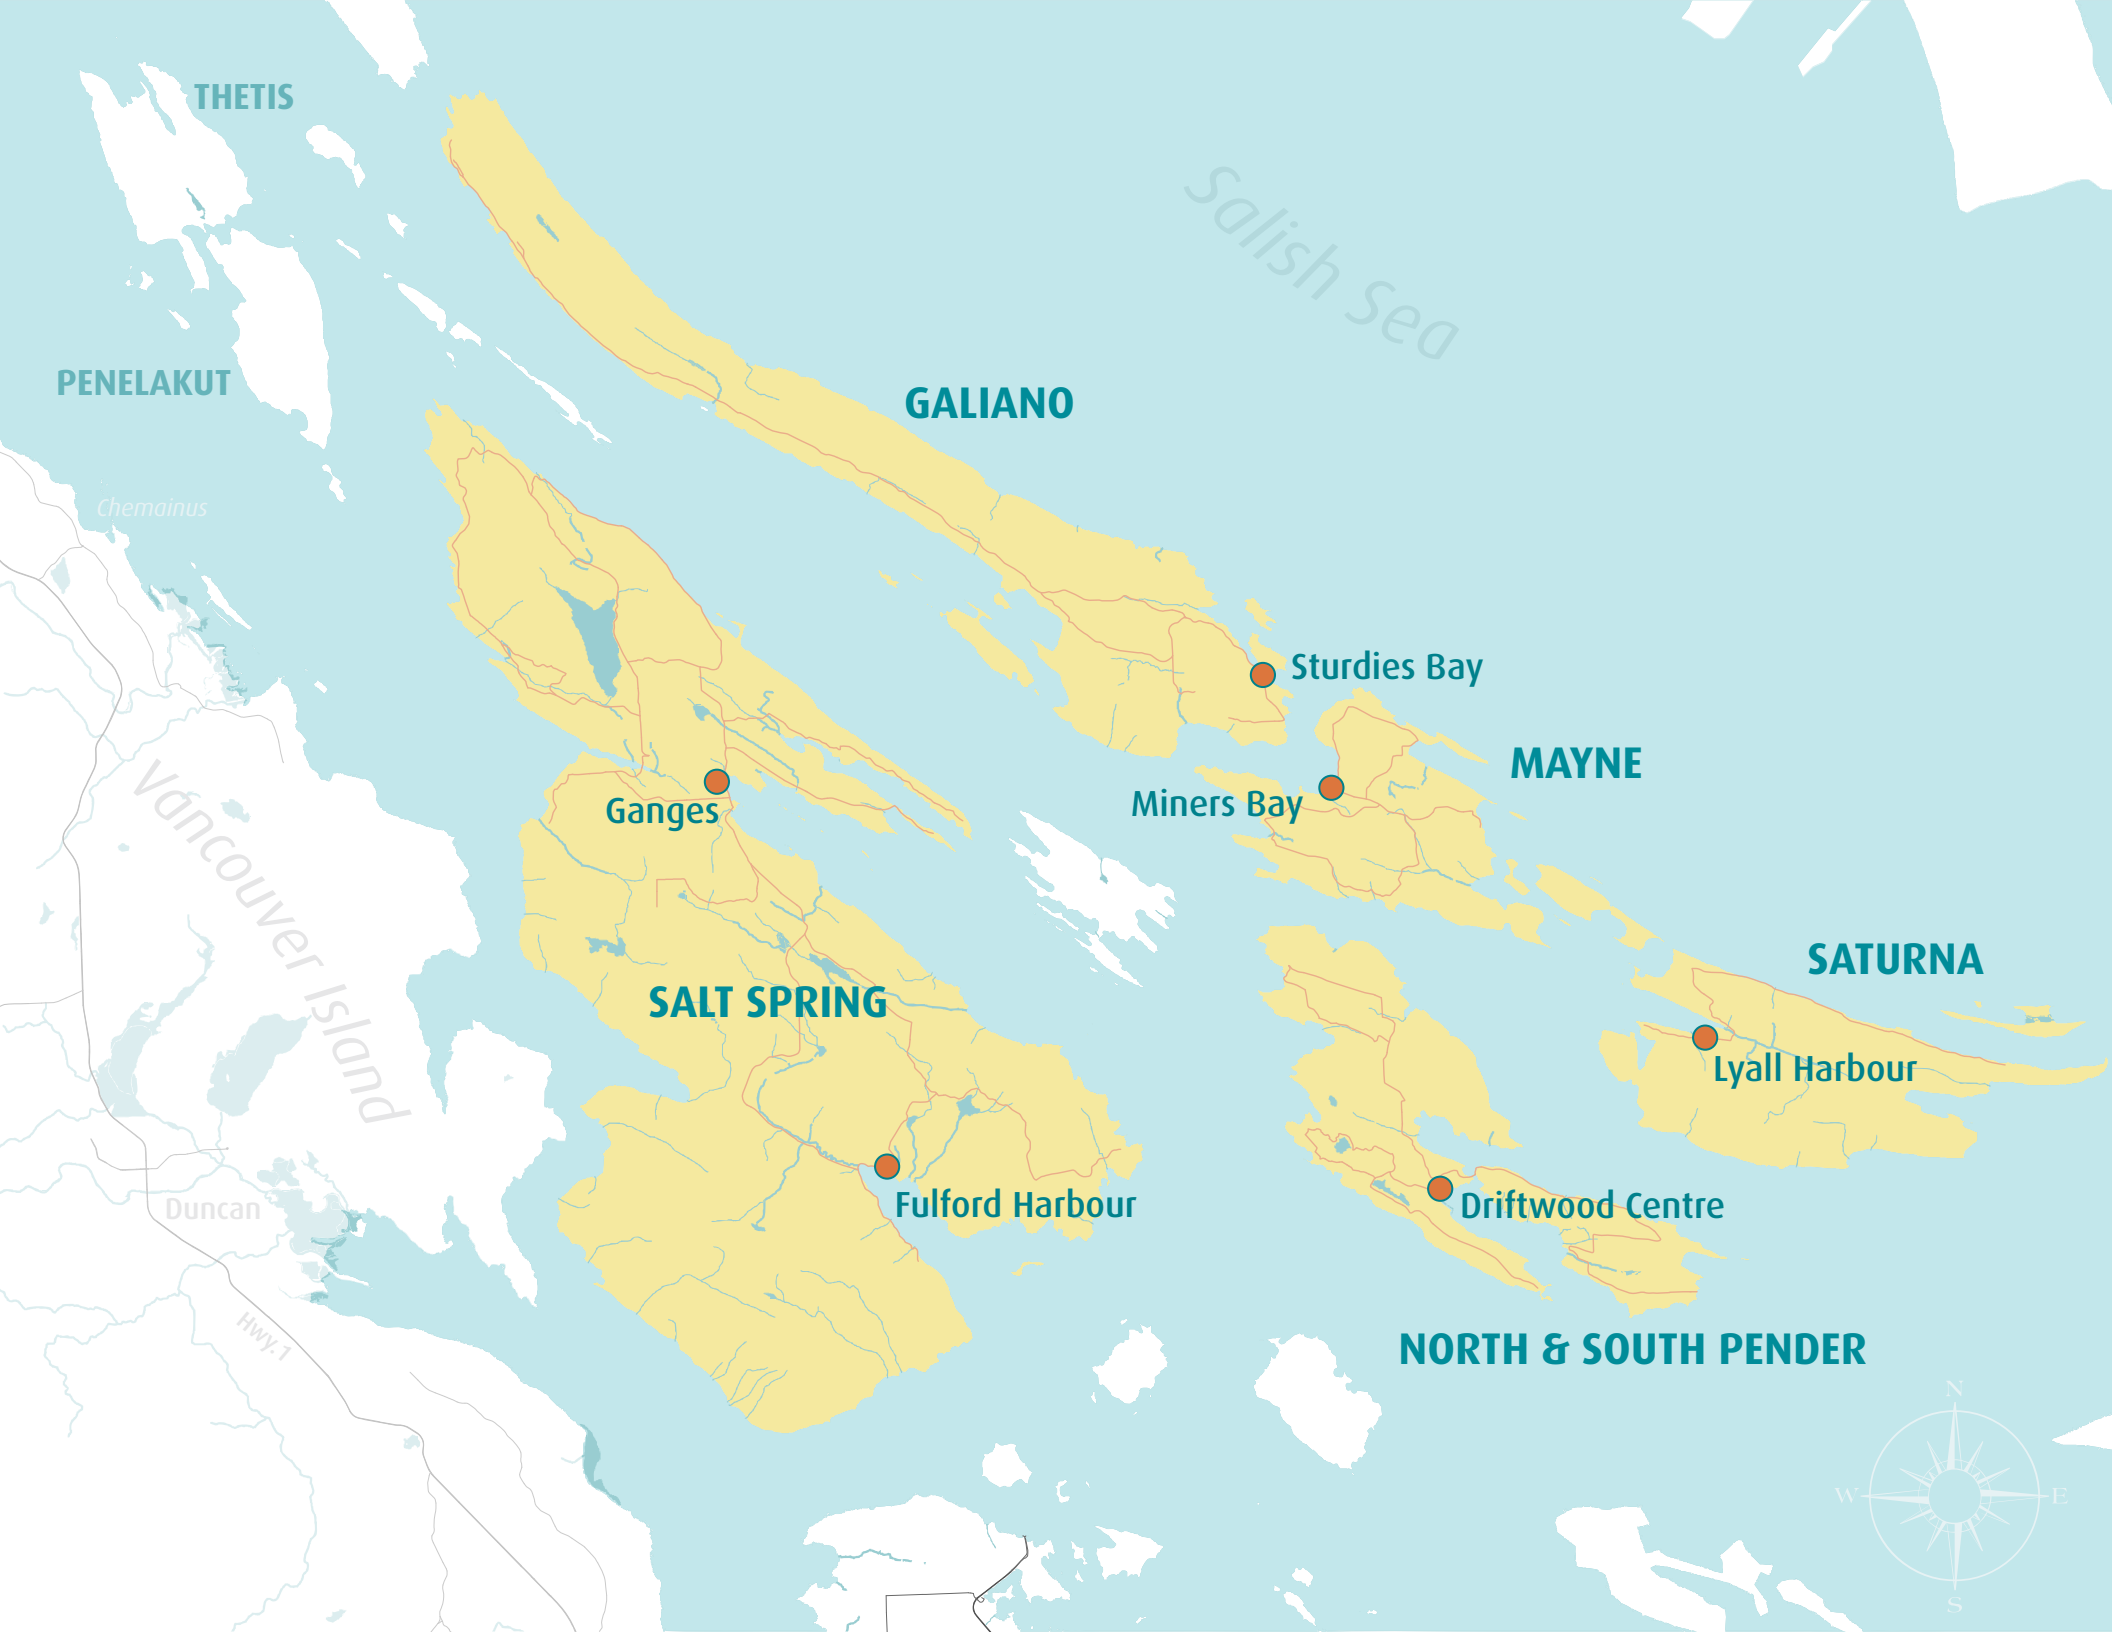 THETIS
Salish Sea
PENELAKUT
GALIANO
Chemainus
Sturdies Bay
MAYNE
Miners Bay
Ganges
Vancouver Island
SATURNA
SALT SPRING
Lyall Harbour
Duncan
Fulford Harbour
Driftwood Centre
Hwy.1
NORTH & SOUTH PENDER
N
W
E
S